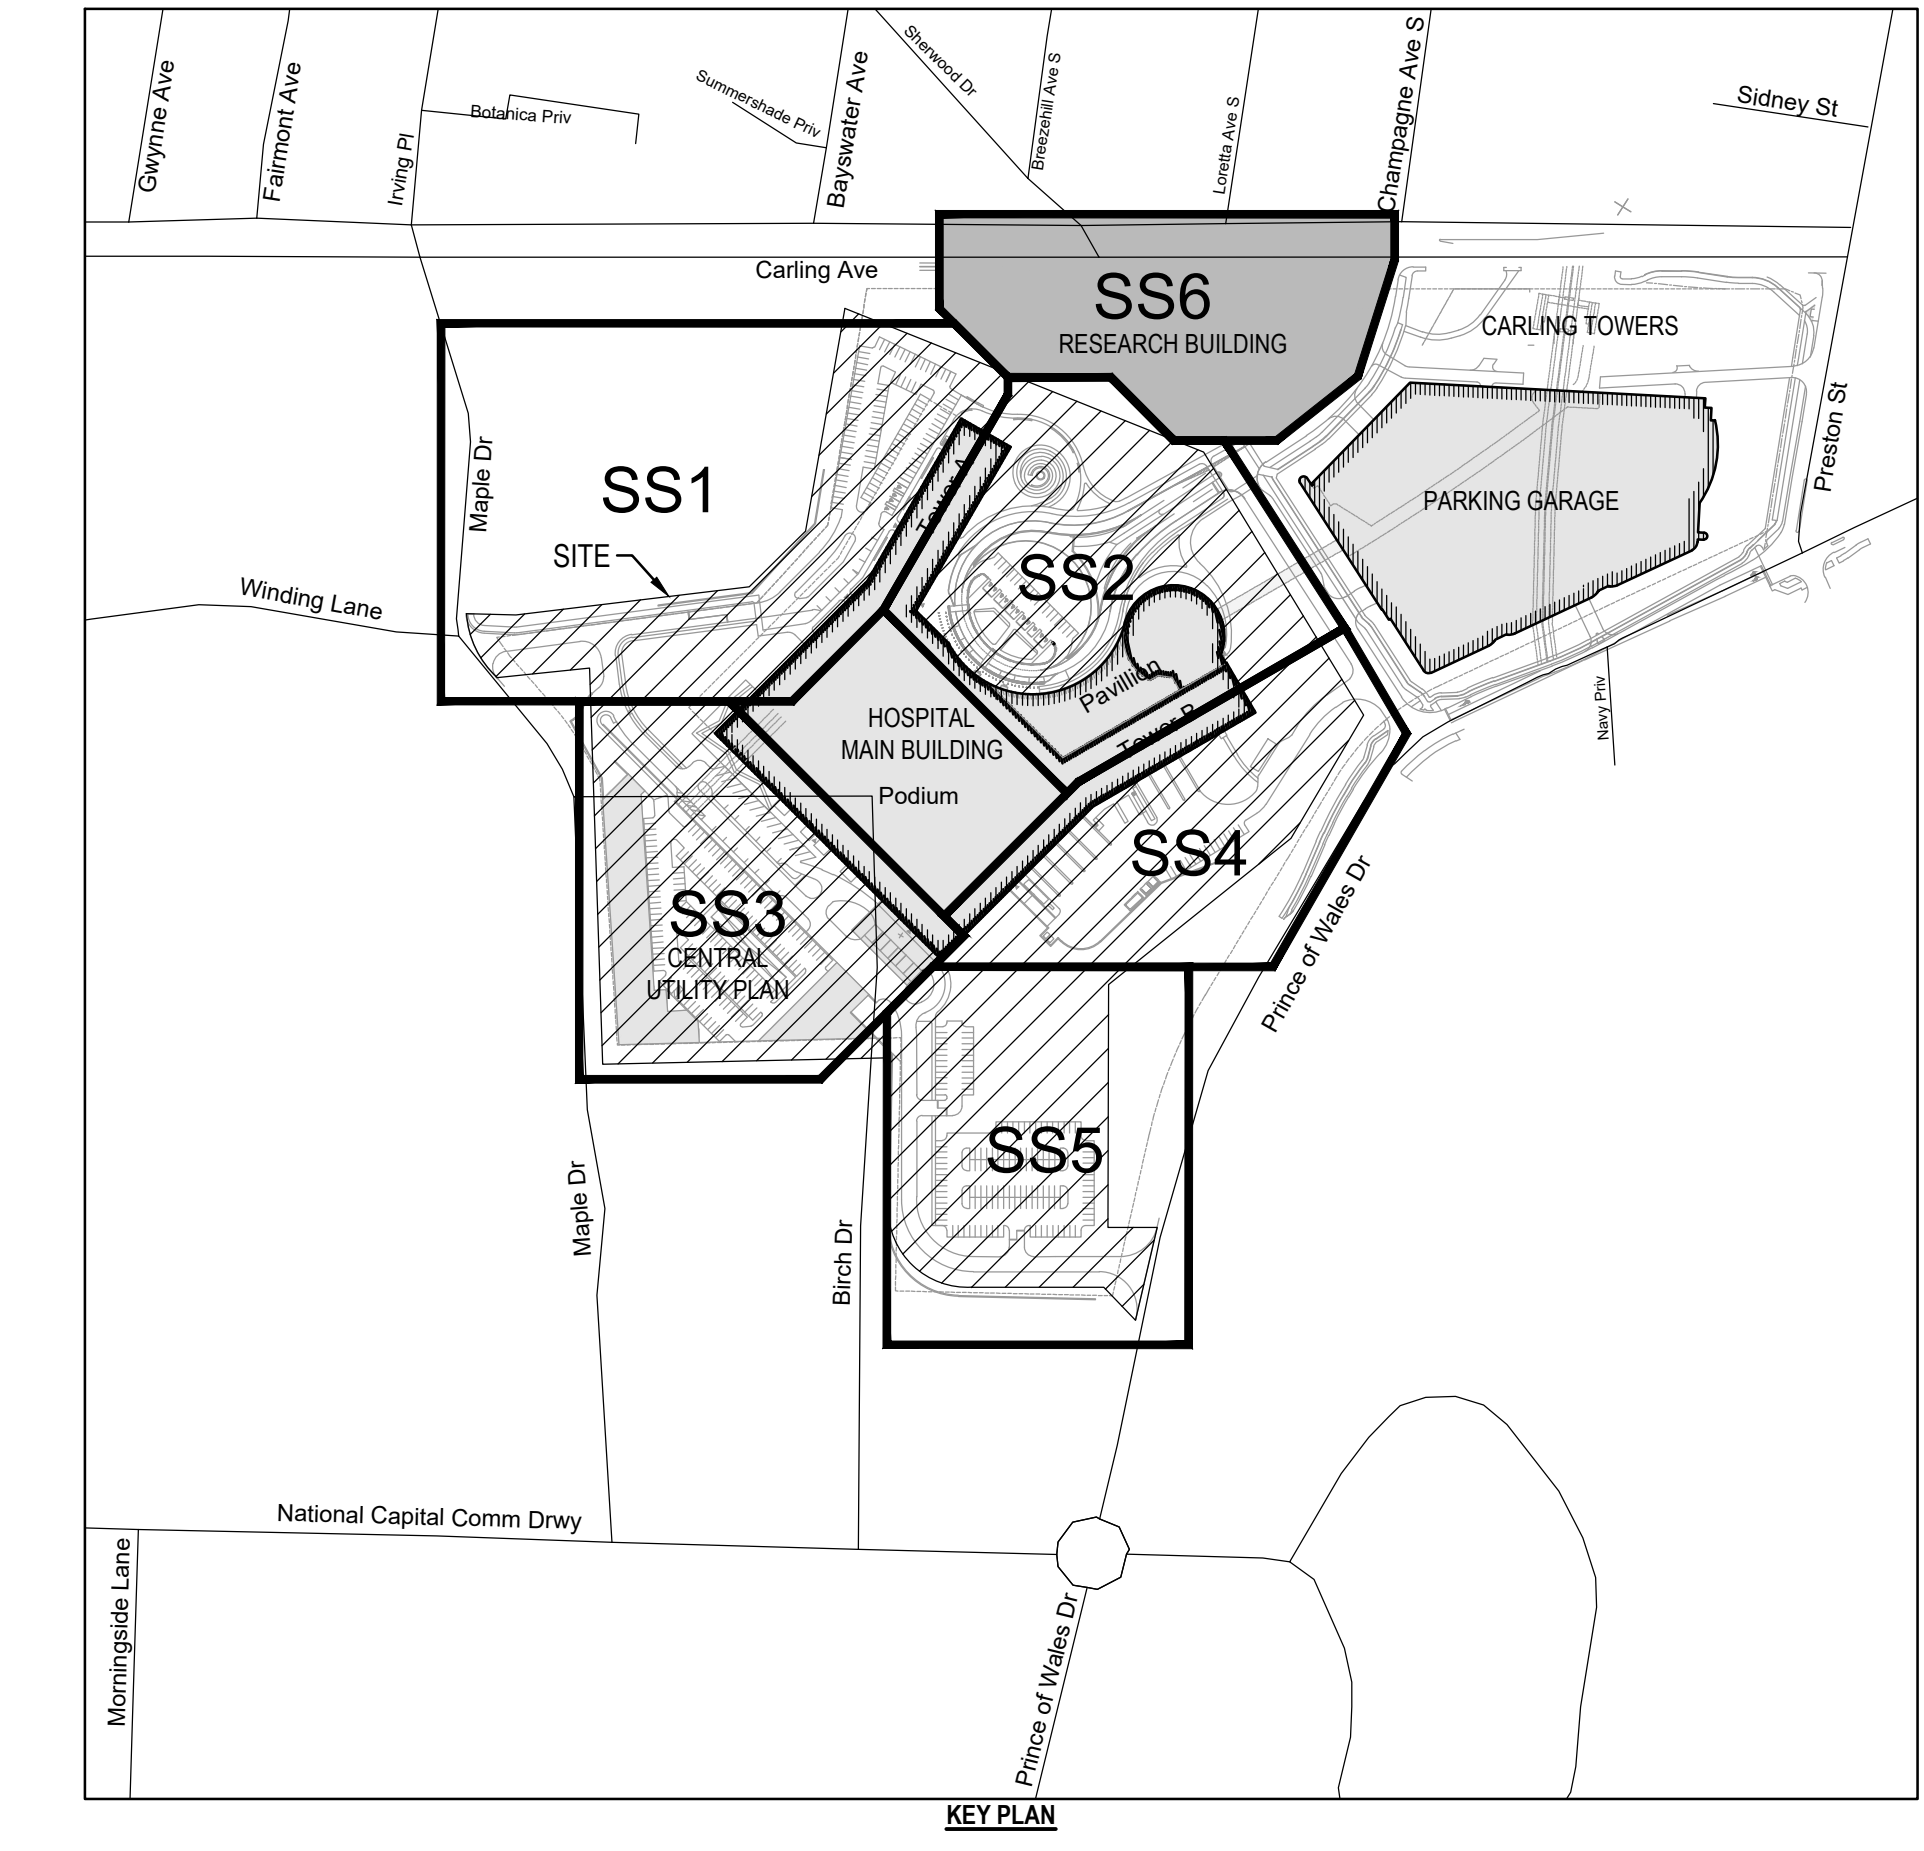 Gwynne Ave
Fairmont Ave
Irving Pl
Botanica Priv
Summershade Priv
Bayswater Ave
Sherwood Dr
Breezehill Ave S
Loretta Ave S
Champagne Ave S
Sidney St
Carling Ave
SS6
RESEARCH BUILDING
CARLING TOWERS
Preston St
Maple Dr
SS1
SITE
Tower A
PARKING GARAGE
SS2
Winding Lane
Pavillion
Tower B
HOSPITAL
MAIN BUILDING
Podium
Navy Priv
SS4
SS3
CENTRAL
UTILITY PLAN
Prince of Wales Dr
SS5
Maple Dr
Birch Dr
National Capital Comm Drwy
Morningside Lane
Prince of Wales Dr
KEY PLAN